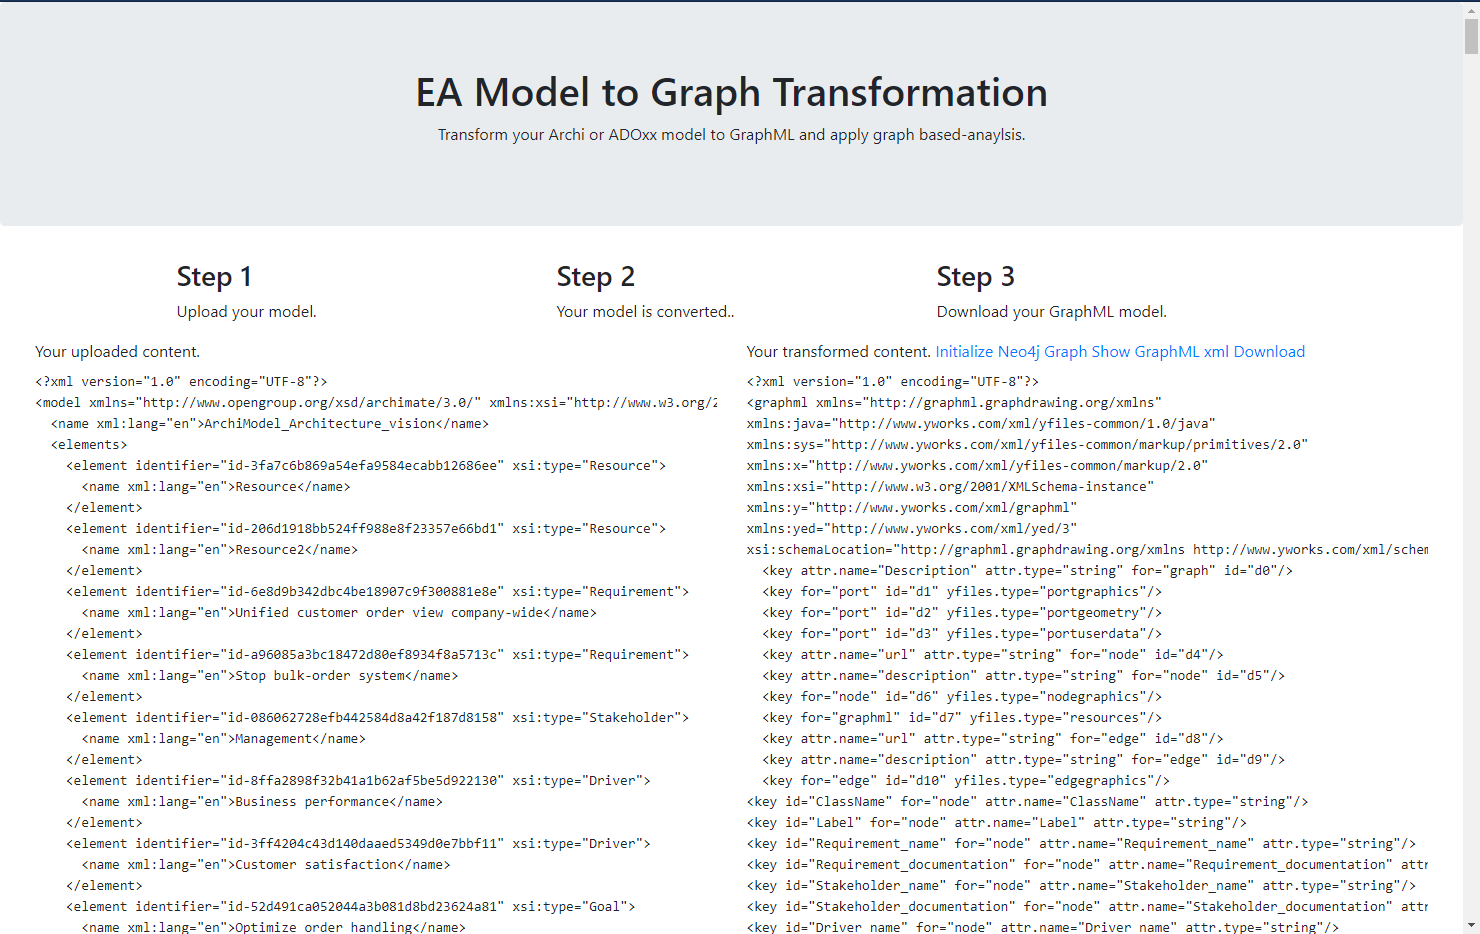 EA Model to Graph Transformation
Transform your Archi or ADOxx model to GraphML and apply graph based-anaylsis.
Step 1
Upload your model.
Step 2
Your model is converted..
Step 3
Download your GraphML model.
Your uploaded content.
<?xml version="1.0" encoding="UTF-8"?>
<model xmlns="http://www.opengroup.org/xsd/archimate/3.0/" xmlns:xsi="http://www.w3.org/2
<name xml:lang="en">ArchiModel_Architecture_vision</name>
<elements>
<element identifier="id-3fa7c6b869a54efa9584ecabb12686ee" xsi:type="Resource">
<name xml:lang="en">Resource</name>
</element>
<element identifier="id-206d1918bb524ff988e8f23357e66bd1" xsi:type="Resource">
<name xml:lang="en">Resource2</name>
</element>
<element identifier="id-6e8d9b342dbc4be18907c9f300881e8e" xsi:type="Requirement">
<name xml:lang="en">Unified customer order view company-wide</name>
</element>
<element identifier="id-a96085a3bc18472d80ef8934f8a5713c" xsi:type="Requirement">
<name xml:lang="en">Stop bulk-order system</name>
</element>
<element identifier="id-086062728efb442584d8a42f187d8158" xsi:type="Stakeholder">
<name xml:lang="en">Management</name>
</element>
<element identifier="id-8ffa2898f32b41a1b62af5be5d922130" xsi:type="Driver">
<name xml:lang="en">Business performance</name>
</element>
<element identifier="id-3ff4204c43d140daaed5349d0e7bbf11" xsi:type="Driver">
<name xml:lang="en">Customer satisfaction</name>
</element>
<element identifier="id-52d491ca052044a3b081d8bd23624a81" xsi:type="Goal">
<name xml:lang="en">Optimize order handling</name>
Your transformed content. Initialize Neo4j Graph Show GraphML xml Download
<?xml version="1.0" encoding="UTF-8"?>
<graphml xmlns="http://graphml.graphdrawing.org/xmlns"
xmlns:java="http://www.yworks.com/xml/yfiles-common/1.0/java"
xmlns:sys="http://www.yworks.com/xml/yfiles-common/markup/primitives/2.0"
xmlns:x="http://www.yworks.com/xml/yfiles-common/markup/2.0"
xmlns:xsi="http://www.w3.org/2001/XMLSchema-instance"
xmlns:y="http://www.yworks.com/xml/graphml"
xmlns:yed="http://www.yworks.com/xml/yed/3"
xsi:schemaLocation="http://graphml.graphdrawing.org/xmlns http://www.yworks.com/xml/schem
<key attr.name="Description" attr.type="string" for="graph" id="d0"/>
<key for="port" id="d1" yfiles.type="portgraphics"/>
<key for="port" id="d2" yfiles.type="portgeometry"/>
<key for="port" id="d3" yfiles.type="portuserdata"/>
<key attr.name="url" attr.type="string" for="node" id="d4"/>
<key attr.name="description" attr.type="string" for="node" id="d5"/>
<key for="node" id="d6" yfiles.type="nodegraphics"/>
<key for="graphml" id="d7" yfiles.type="resources"/>
<key attr.name="url" attr.type="string" for="edge" id="d8"/>
<key attr.name="description" attr.type="string" for="edge" id="d9"/>
<key for="edge" id="d10" yfiles.type="edgegraphics"/>
<key id="ClassName" for="node" attr.name="ClassName" attr.type="string"/>
<key id="Label" for="node" attr.name="Label" attr.type="string"/>
<key id="Requirement_name" for="node" attr.name="Requirement_name" attr.type="string"/>
<key id="Requirement_documentation" for="node" attr.name="Requirement_documentation" attr
<key id="Stakeholder_name" for="node" attr.name="Stakeholder_name" attr.type="string"/>
<key id="Stakeholder_documentation" for="node" attr.name="Stakeholder_documentation" attr
<key id="Driver_name" for="node" attr.name="Driver_name" attr.type="string"/>